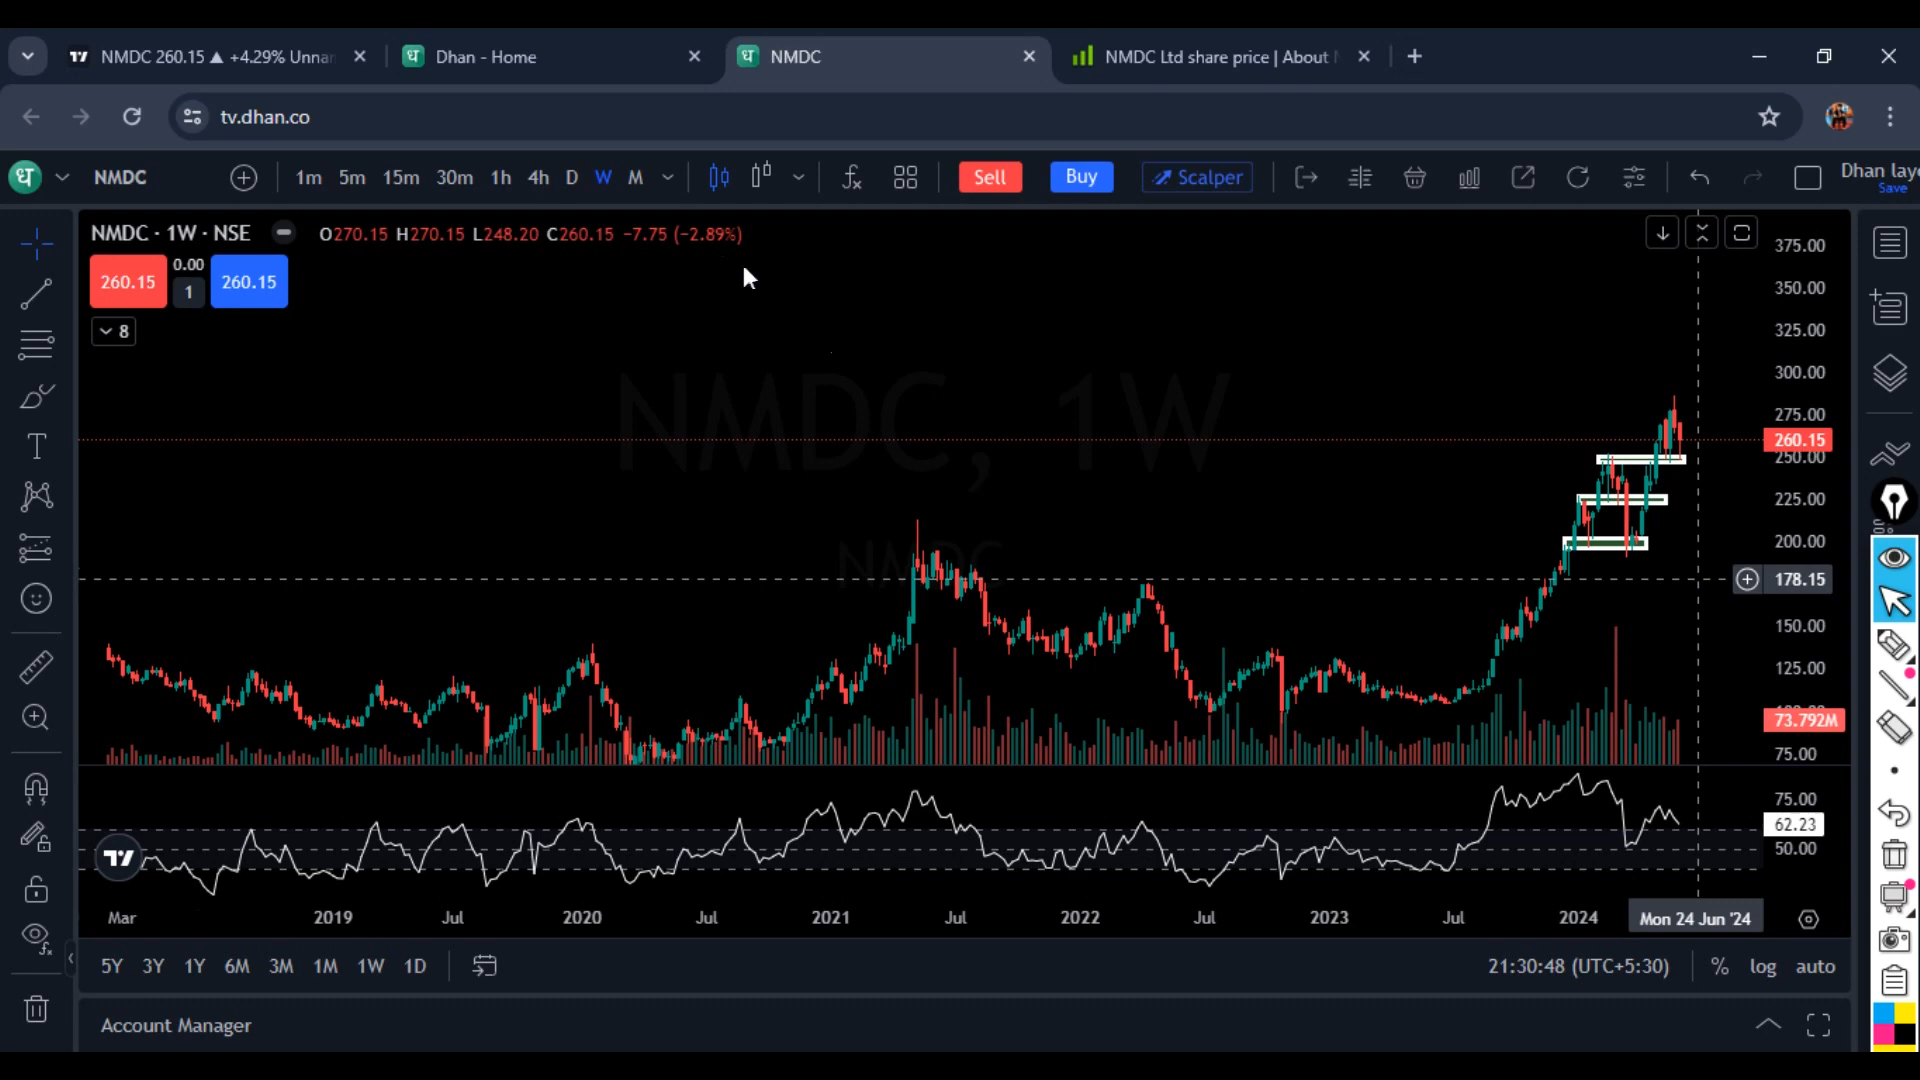 NMDC 260.15 ▲ +4.29% Unnar
Dhan - Home
NMDC
NMDC Ltd share price | About
tv.dhan.co
NMDC 1m 5m 15m 30m 1h 4h D W M Sell Buy Scalper Dhan lay
Save
NMDC · 1W · NSE O270.15 H270.15 L248.20 C260.15 −7.75 (−2.89%)
260.15 0.00 260.15
1
8
NMDC, 1W
NMDC
375.00
350.00
325.00
300.00
275.00
260.15
250.00
225.00
200.00
178.15
150.00
125.00
73.792M
75.00
75.00
62.23
50.00
Mar 2019 Jul 2020 Jul 2021 Jul 2022 Jul 2023 Jul 2024 Mon 24 Jun '24
5Y 3Y 1Y 6M 3M 1M 1W 1D 21:30:48 (UTC+5:30) % log auto
Account Manager